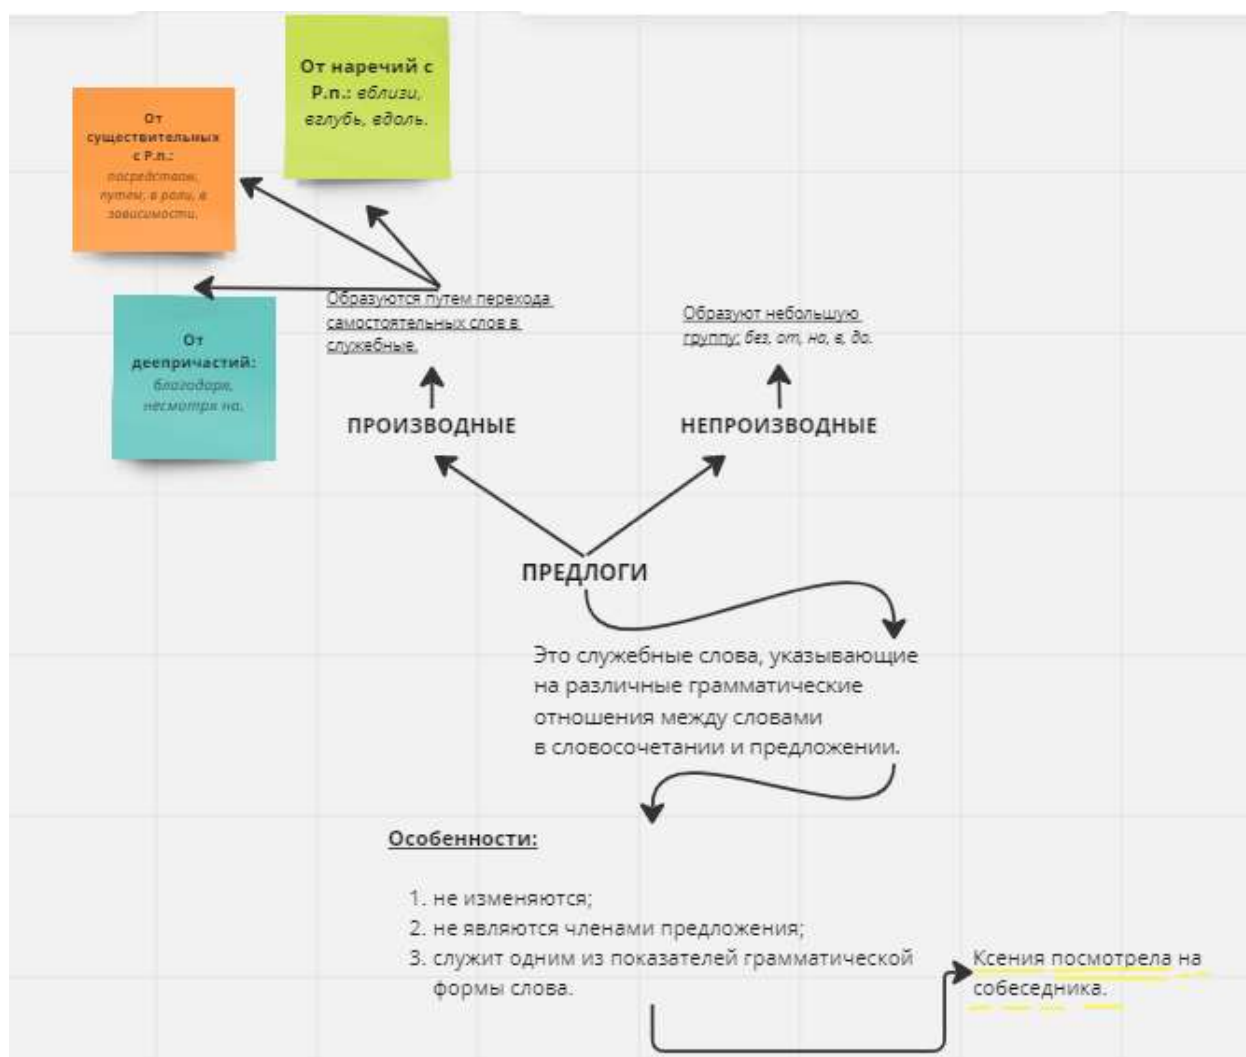 От наречий с
Р.п.: вблизи,
вглубь, вдоль.
От
существительных
с Р.п.:
посредством,
путем, в роли, в
зависимости.
От
деепричастий:
благодаря,
несмотря на.
Образуются путем перехода
самостоятельных слов в
служебные.
Образуют небольшую
группу: без, от, на, в, до.
ПРОИЗВОДНЫЕ
НЕПРОИЗВОДНЫЕ
ПРЕДЛОГИ
Это служебные слова, указывающие
на различные грамматические
отношения между словами
в словосочетании и предложении.
Особенности:
1. не изменяются;
2. не являются членами предложения;
3. служит одним из показателей грамматической
формы слова.
Ксения посмотрела на
собеседника.